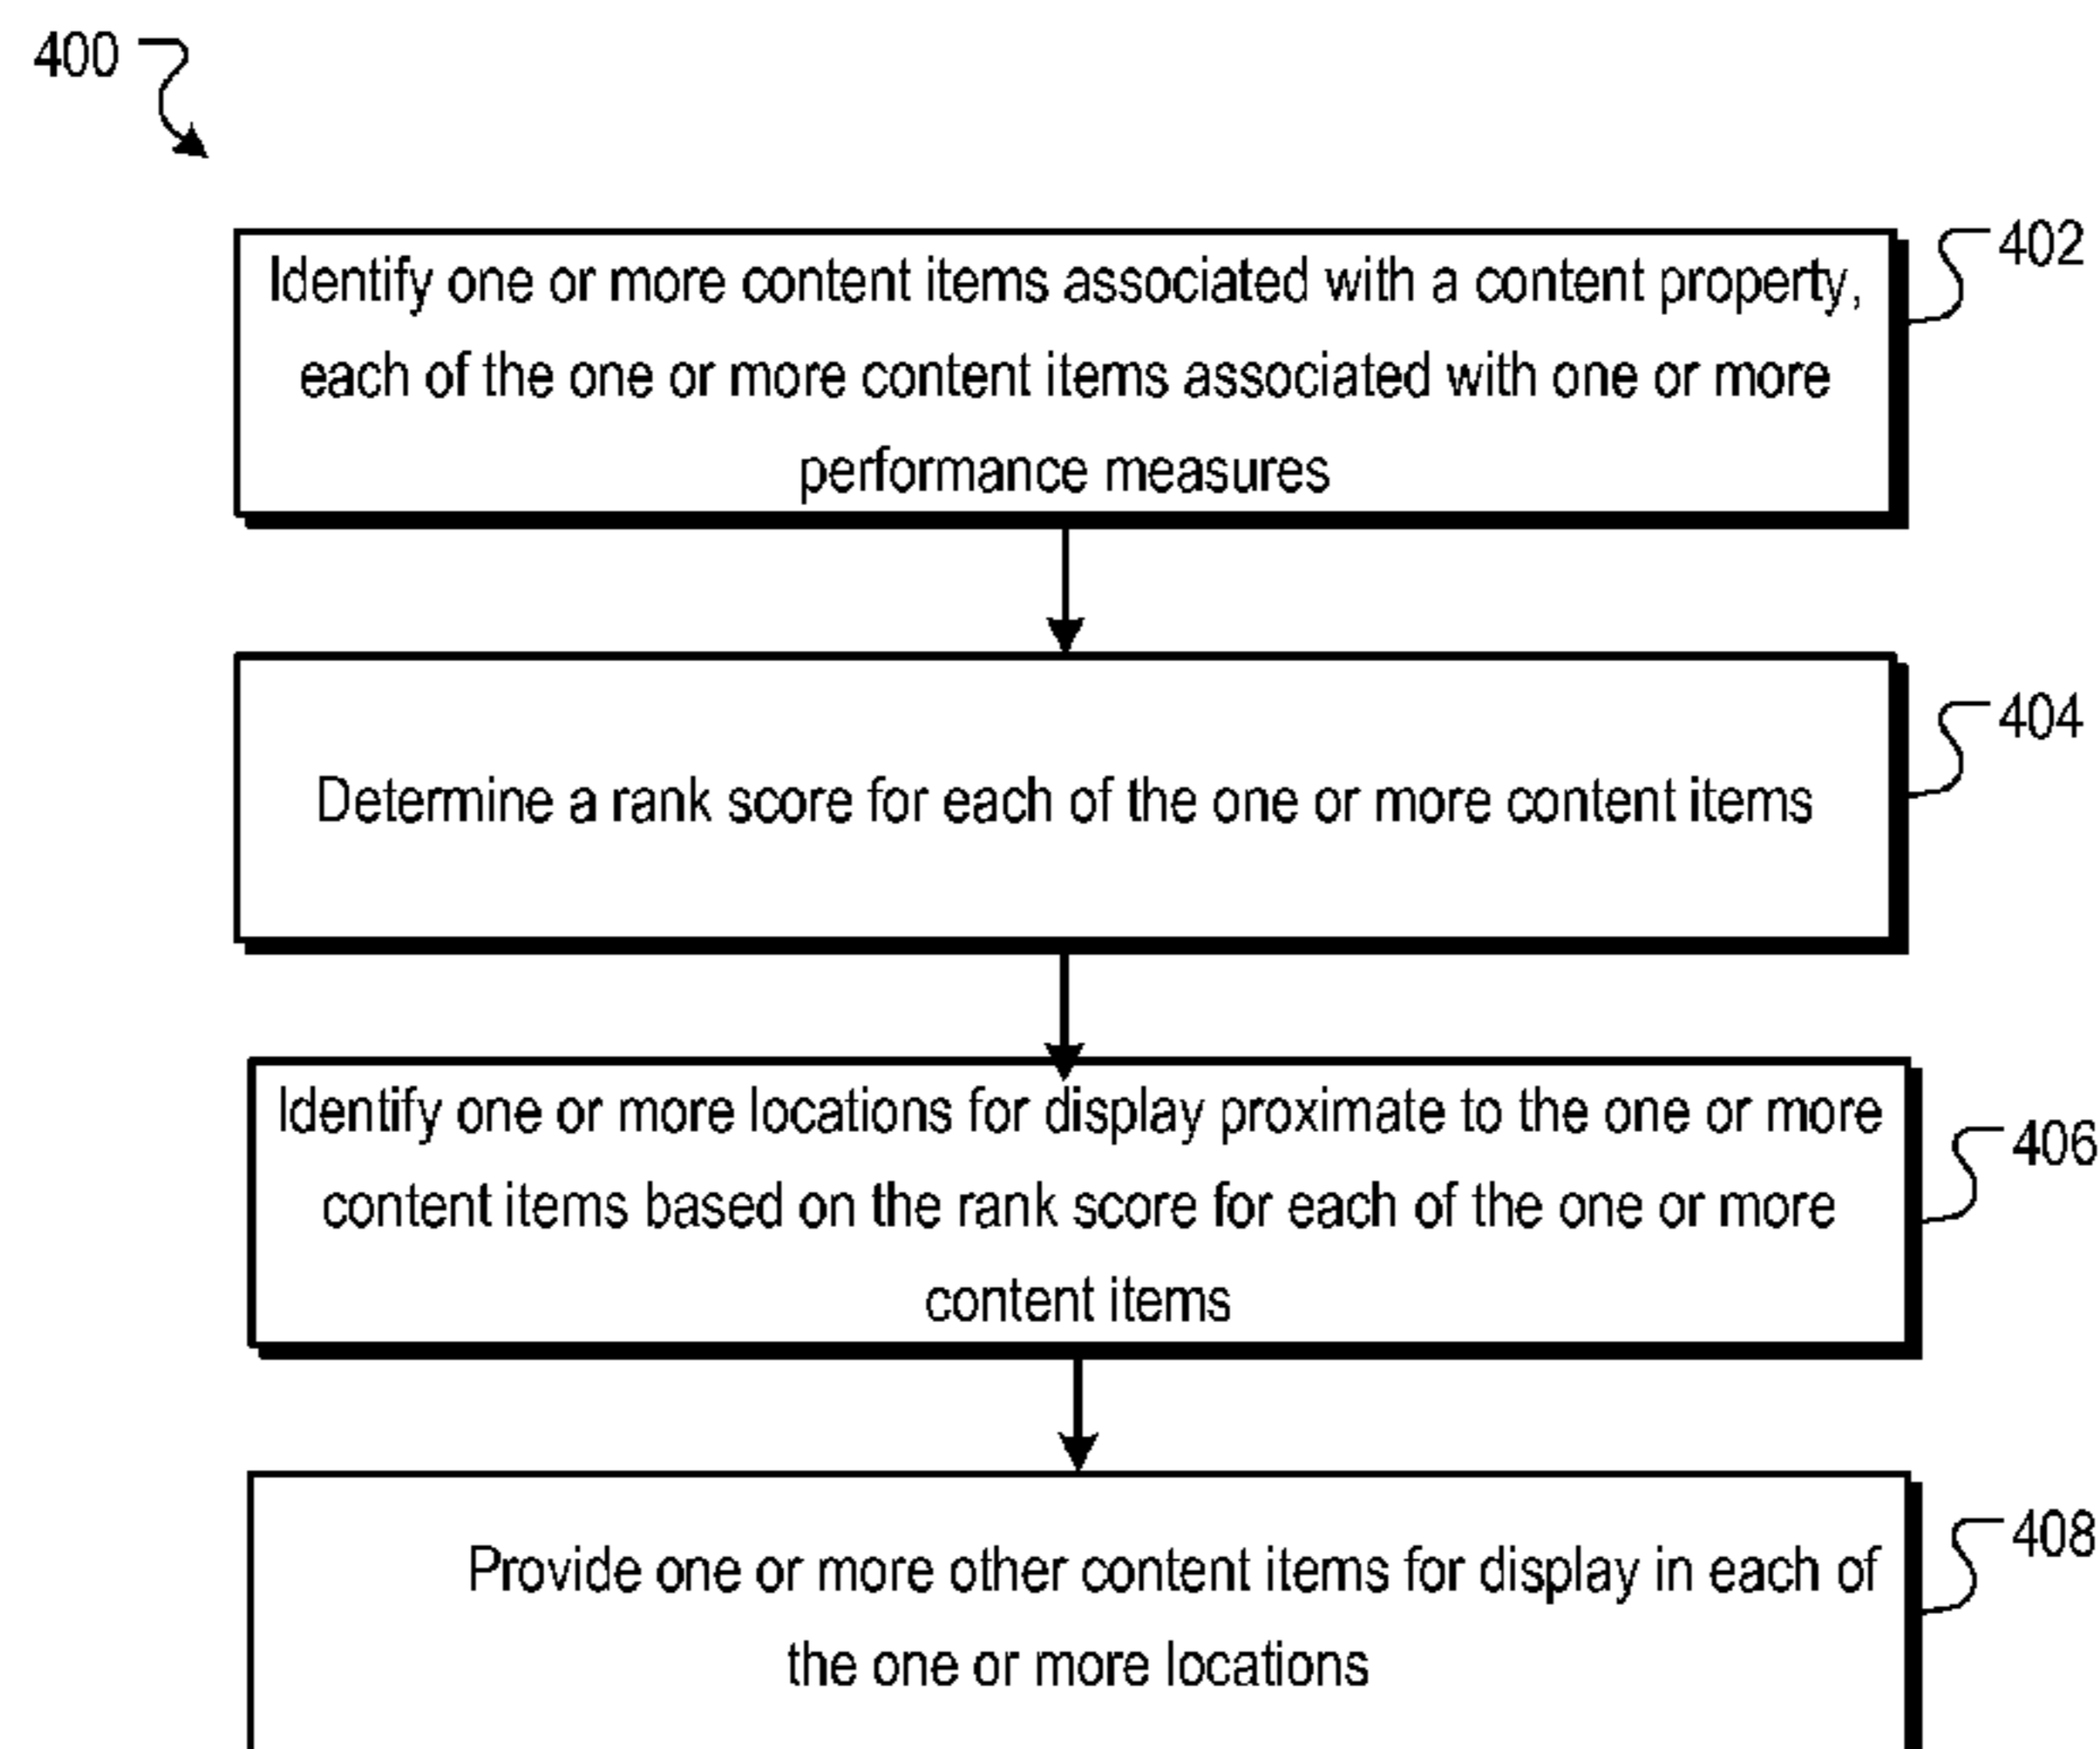 400
402
Identify one or more content items associated with a content property,
each of the one or more content items associated with one or more
performance measures
404
Determine a rank score for each of the one or more content items
406
Identify one or more locations for display proximate to the one or more
content items based on the rank score for each of the one or more
content items
408
Provide one or more other content items for display in each of
the one or more locations